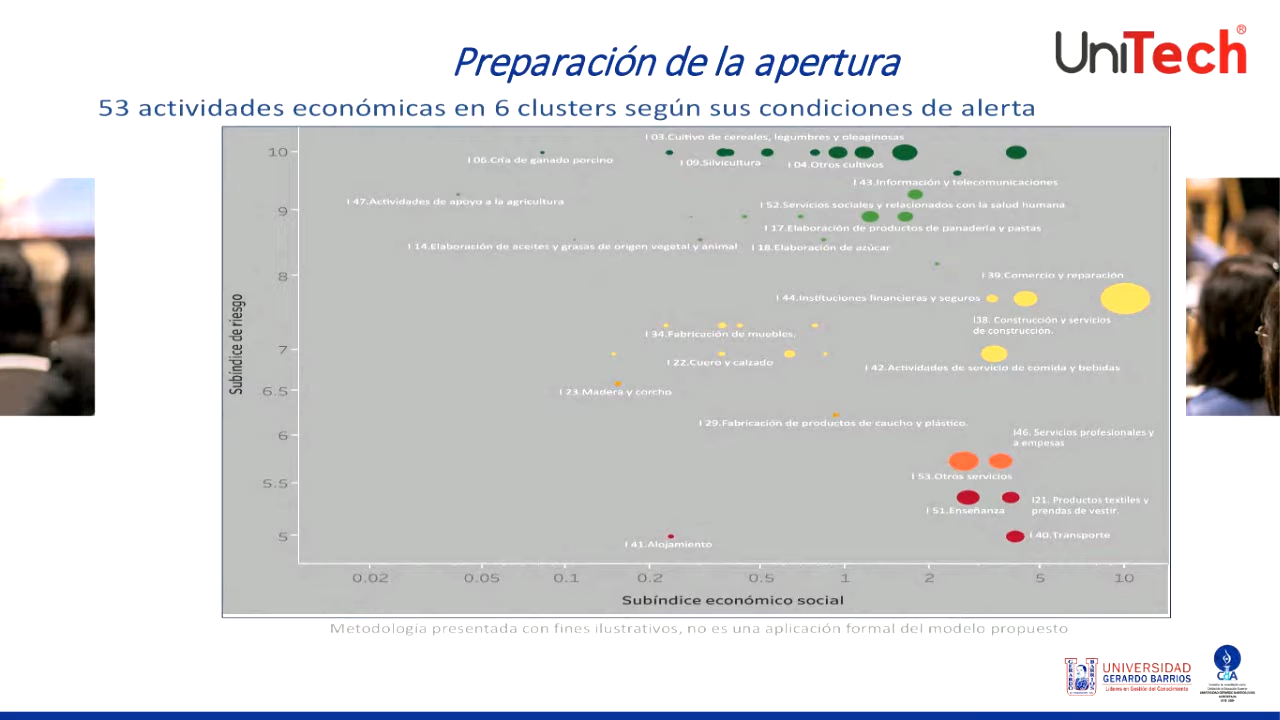 Preparación de la apertura
UniTech®
53 actividades económicas en 6 clusters según sus condiciones de alerta
I 03.Cultivo de cereales, legumbres y oleaginosas
10
I 06.Cría de ganado porcino
I 09.Silvicultura
I 04.Otros cultivos
I 43.Información y telecomunicaciones
I 47.Actividades de apoyo a la agricultura
I 52.Servicios sociales y relacionados con la salud humana
9
I 17.Elaboración de productos de panadería y pastas
I 14.Elaboración de aceites y grasas de origen vegetal y animal
I 18.Elaboración de azúcar
8
I 39.Comercio y reparación
I 44.Instituciones financieras y seguros
I38. Construcción y servicios
de construcción.
I 34.Fabricación de muebles.
7
I 22.Cuero y calzado
I 42.Actividades de servicio de comida y bebidas
6.5
I 23.Madera y corcho
I 29.Fabricación de productos de caucho y plástico.
6
I46. Servicios profesionales y
a empesas
I 53.Otros servicios
5.5
I 51.Enseñanza
I21. Productos textiles y
prendas de vestir.
5
I 40.Transporte
I 41.Alojamiento
Subíndice de riesgo
0.02 0.05 0.1 0.2 0.5 1 2 5 10
Subíndice económico social
Metodología presentada con fines ilustrativos, no es una aplicación formal del modelo propuesto
UNIVERSIDAD
GERARDO BARRIOS
Líderes en Gestión del Conocimiento
CdA